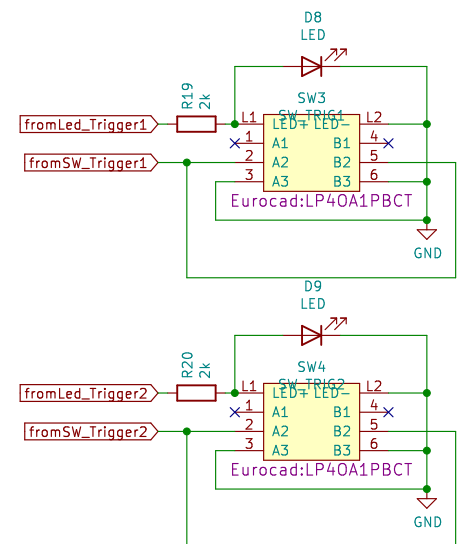 D8
LED
R19
2k
SW3
SW_TRIG1
fromLed_Trigger1
L1
LED+
LED-
L2
1
A1
B1
4
fromSW_Trigger1
2
A2
B2
5
3
A3
B3
6
Eurocad:LP4OA1PBCT
GND
D9
LED
R20
2k
SW4
SW_TRIG2
fromLed_Trigger2
L1
LED+
LED-
L2
1
A1
B1
4
fromSW_Trigger2
2
A2
B2
5
3
A3
B3
6
Eurocad:LP4OA1PBCT
GND